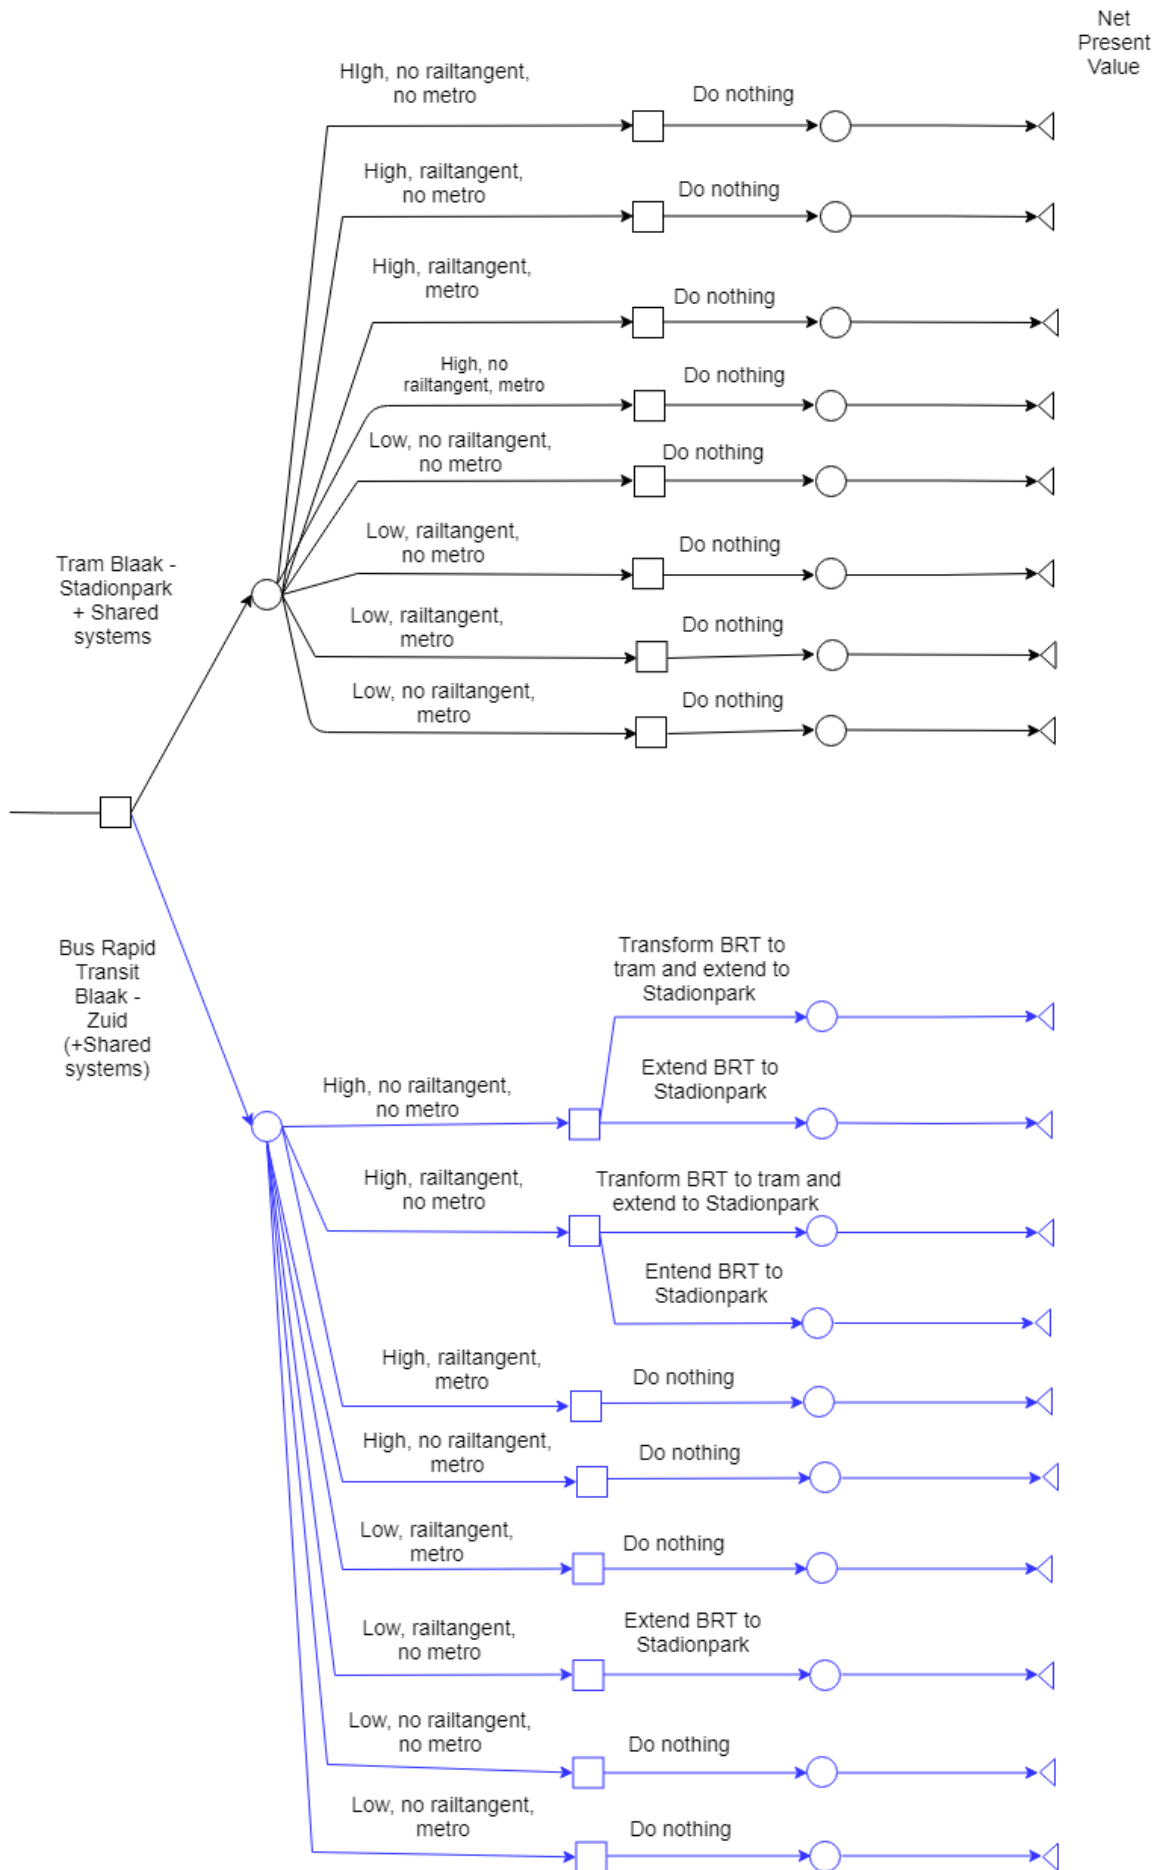 Net
Present
Value
HIgh, no railtangent,
no metro
Do nothing
High, railtangent,
no metro
Do nothing
High, railtangent,
metro
Do nothing
High, no
railtangent, metro
Do nothing
Low, no railtangent,
no metro
Do nothing
Low, railtangent,
no metro
Do nothing
Tram Blaak -
Stadionpark
+ Shared
systems
Low, railtangent,
metro
Do nothing
Low, no railtangent,
metro
Do nothing
Bus Rapid
Transit
Blaak -
Zuid
(+Shared
systems)
Transform BRT to
tram and extend to
Stadionpark
High, no railtangent,
no metro
Extend BRT to
Stadionpark
High, railtangent,
no metro
Tranform BRT to tram and
extend to Stadionpark
Entend BRT to
Stadionpark
High, railtangent,
metro
Do nothing
High, no railtangent,
metro
Do nothing
Low, railtangent,
metro
Do nothing
Low, railtangent,
no metro
Extend BRT to
Stadionpark
Low, no railtangent,
no metro
Do nothing
Low, no railtangent,
metro
Do nothing